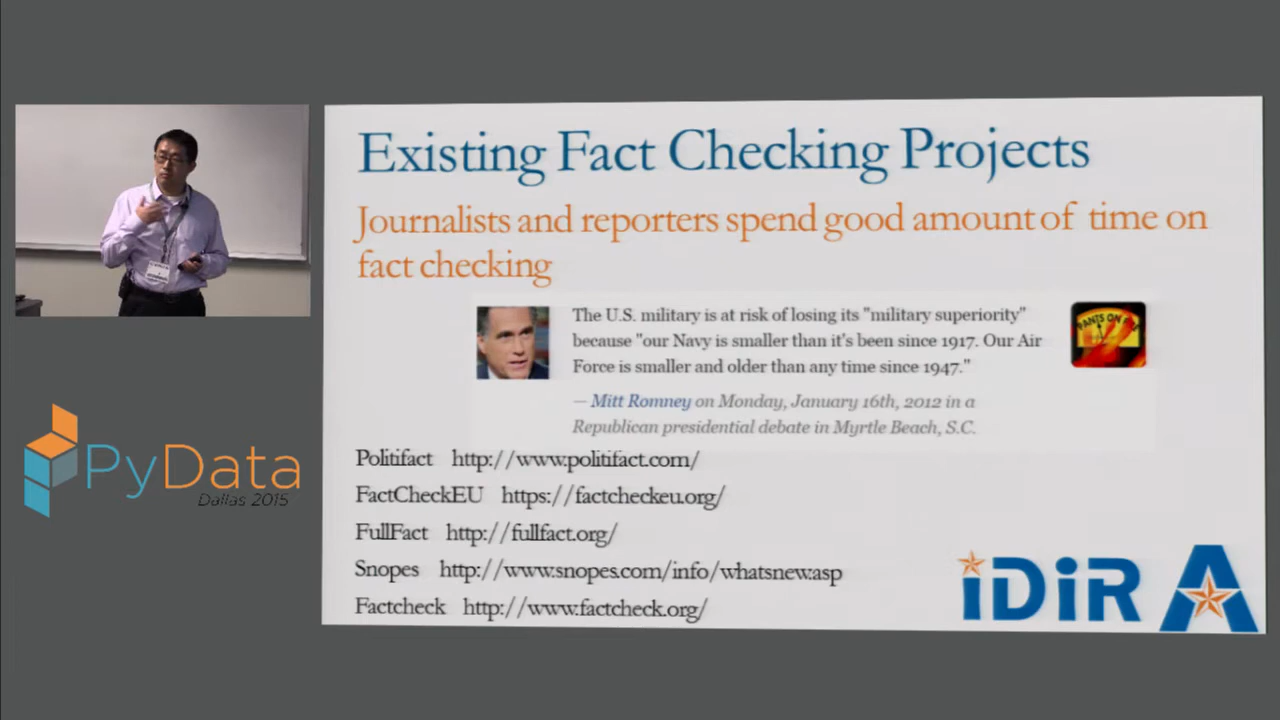 Existing Fact Checking Projects
Journalists and reporters spend good amount of time on
fact checking
The U.S. military is at risk of losing its "military superiority"
because "our Navy is smaller than it's been since 1917. Our Air
Force is smaller and older than any time since 1947."
PANTS ON FIRE
— Mitt Romney on Monday, January 16th, 2012 in a
Republican presidential debate in Myrtle Beach, S.C.
Politifact http://www.politifact.com/
FactCheckEU https://factcheckeu.org/
FullFact http://fullfact.org/
Snopes http://www.snopes.com/info/whatsnew.asp
Factcheck http://www.factcheck.org/
iDiR A
PyData
Dallas 2015